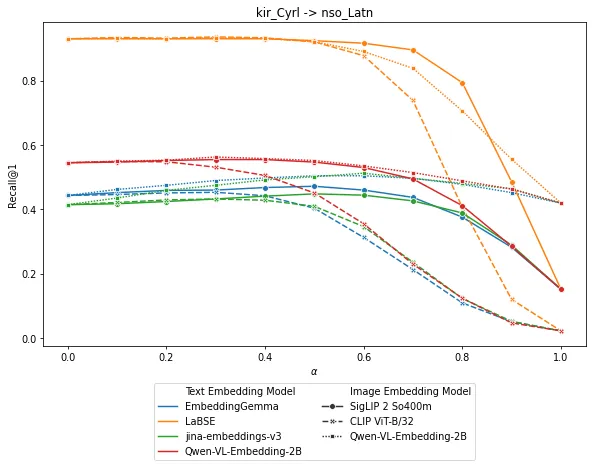 kir_Cyrl -> nso_Latn
Recall@1
0.8
0.6
0.4
0.2
0.0
0.0 0.2 0.4 0.6 0.8 1.0
α
Text Embedding Model
EmbeddingGemma
LaBSE
jina-embeddings-v3
Qwen-VL-Embedding-2B
Image Embedding Model
SigLIP 2 So400m
CLIP ViT-B/32
Qwen-VL-Embedding-2B